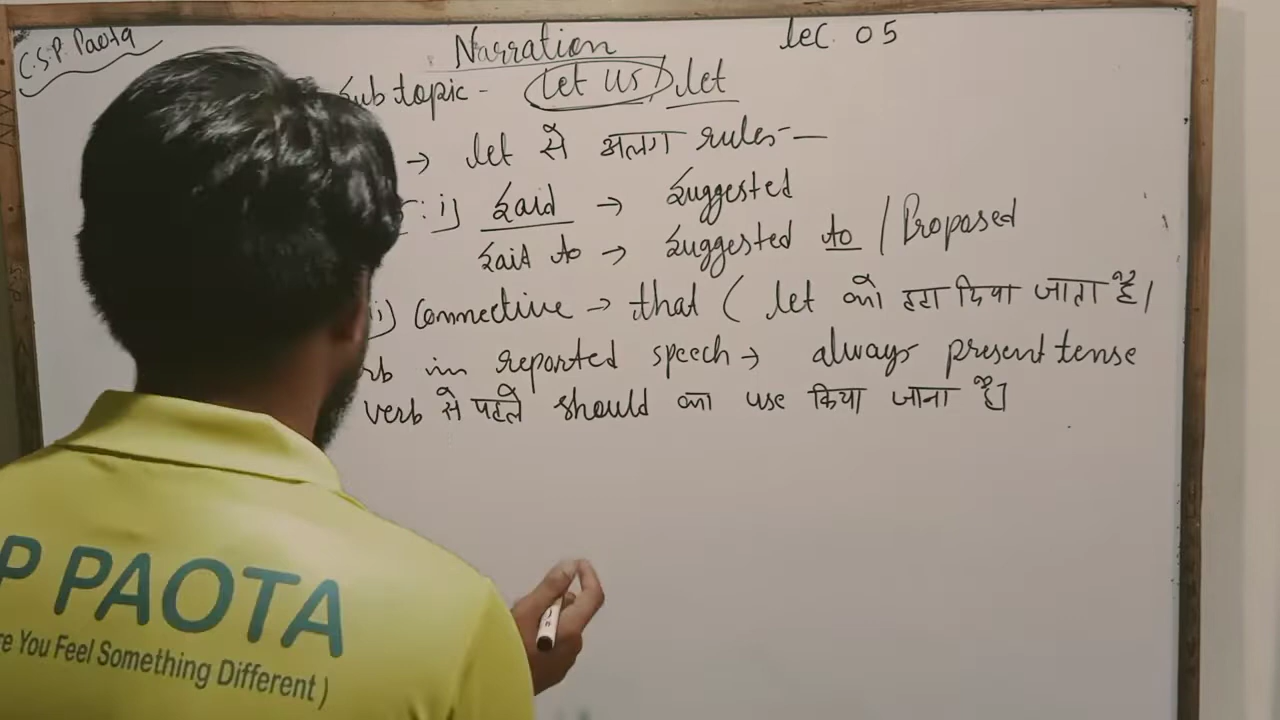 C.S.P. Paota
Narration lec. 05
Sub topic - let us / let
→ let से अलग rules:—
: i) Said → Suggested
Said to → Suggested to / Proposed
i) Connective → that ( let को हटा दिया जाता है।
rb in reported speech → always present tense
verb से पहले should का use किया जाना है]
P PAOTA
re You Feel Something Different )